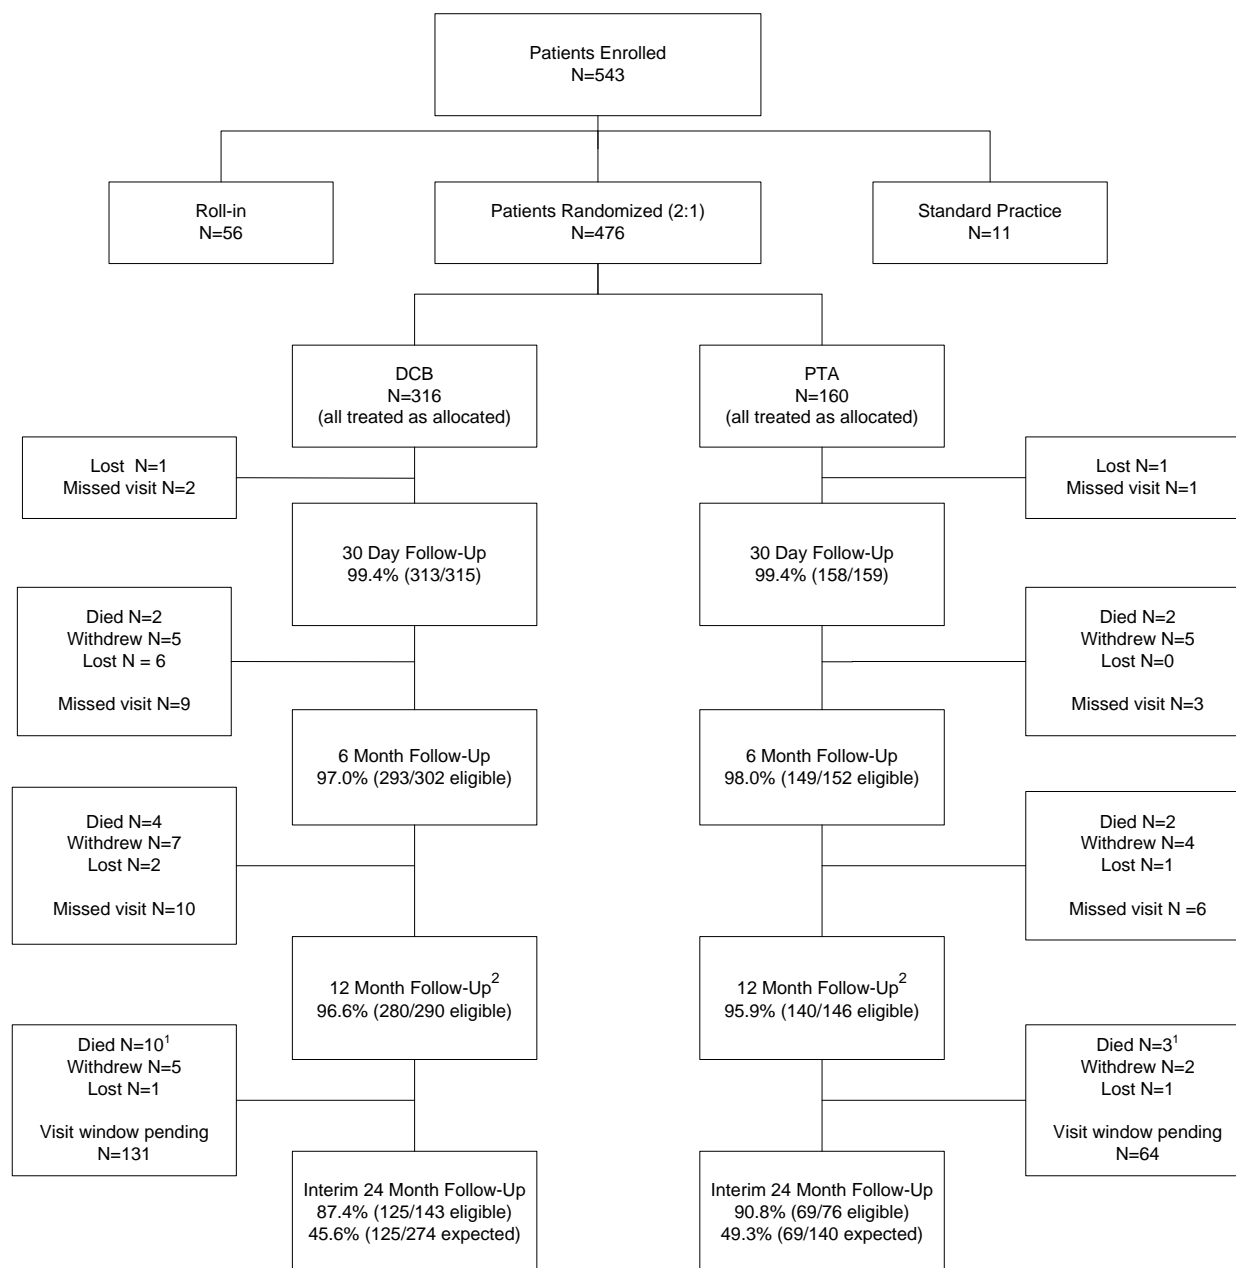 Patients Enrolled
N=543
Roll-in
N=56
Patients Randomized (2:1)
N=476
Standard Practice
N=11
DCB
N=316
(all treated as allocated)
PTA
N=160
(all treated as allocated)
Lost  N=1
Missed visit N=2
Lost N=1
Missed visit N=1
30 Day Follow-Up
99.4% (313/315)
30 Day Follow-Up
99.4% (158/159)
Died N=2
Withdrew N=5
Lost N = 6
Missed visit N=9
Died N=2
Withdrew N=5
Lost N=0
Missed visit N=3
6 Month Follow-Up
97.0% (293/302 eligible)
6 Month Follow-Up
98.0% (149/152 eligible)
Died N=4
Withdrew N=7
Lost N=2
Missed visit N=10
Died N=2
Withdrew N=4
Lost N=1
Missed visit N =6
12 Month Follow-Up²
96.6% (280/290 eligible)
12 Month Follow-Up²
95.9% (140/146 eligible)
Died N=10¹
Withdrew N=5
Lost N=1
Visit window pending
N=131
Died N=3¹
Withdrew N=2
Lost N=1
Visit window pending
N=64
Interim 24 Month Follow-Up
87.4% (125/143 eligible)
45.6% (125/274 expected)
Interim 24 Month Follow-Up
90.8% (69/76 eligible)
49.3% (69/140 expected)